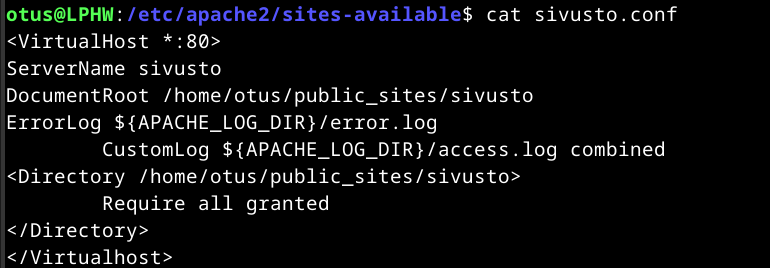 otus@LPHW:/etc/apache2/sites-available$ cat sivusto.conf
<VirtualHost *:80>
ServerName sivusto
DocumentRoot /home/otus/public_sites/sivusto
ErrorLog ${APACHE_LOG_DIR}/error.log
        CustomLog ${APACHE_LOG_DIR}/access.log combined
<Directory /home/otus/public_sites/sivusto>
        Require all granted
</Directory>
</Virtualhost>